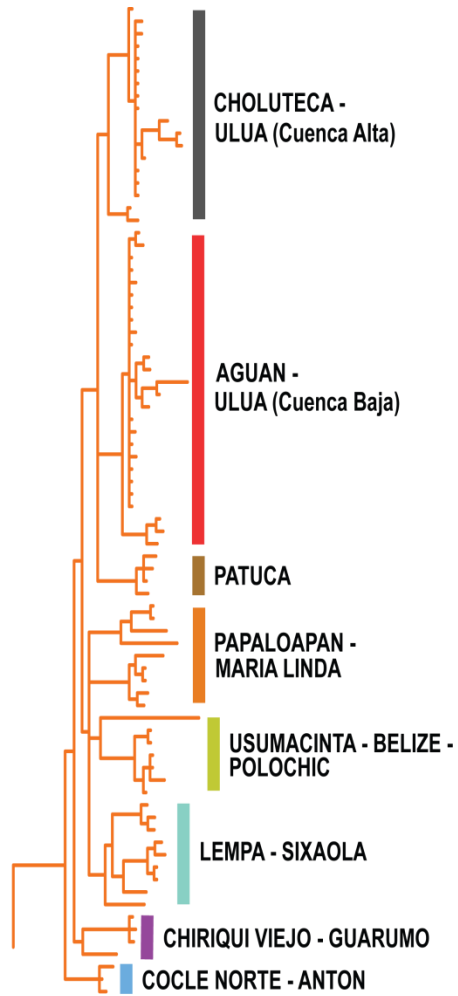 CHOLUTECA -
ULUA (Cuenca Alta)
AGUAN -
ULUA (Cuenca Baja)
PATUCA
PAPALOAPAN -
MARIA LINDA
USUMACINTA - BELIZE -
POLOCHIC
LEMPA - SIXAOLA
CHIRIQUI VIEJO - GUARUMO
COCLE NORTE - ANTON